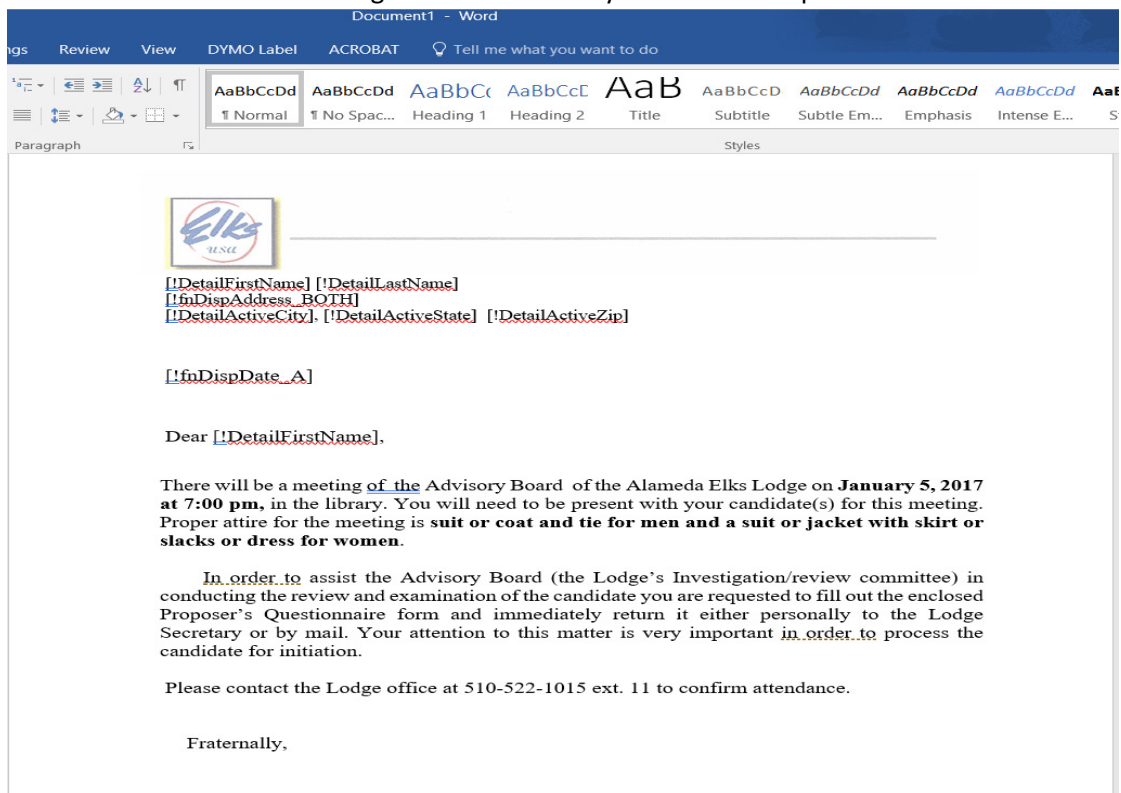 Document1 - Word
ngs Review View DYMO Label ACROBAT Tell me what you want to do
AaBbCcDd AaBbCcDd AaBbC( AaBbCcD AaB AaBbCcD AaBbCcDd AaBbCcDd AaBbCcDd
¶ Normal ¶ No Spac... Heading 1 Heading 2 Title Subtitle Subtle Em... Emphasis Intense E...
Paragraph Styles
Elks
usa
[!DetailFirstName] [!DetailLastName]
[!fnDispAddress_BOTH]
[!DetailActiveCity], [!DetailActiveState] [!DetailActiveZip]
[!fnDispDate_A]
Dear [!DetailFirstName],
There will be a meeting of the Advisory Board of the Alameda Elks Lodge on January 5, 2017
at 7:00 pm, in the library. You will need to be present with your candidate(s) for this meeting.
Proper attire for the meeting is suit or coat and tie for men and a suit or jacket with skirt or
slacks or dress for women.
In order to assist the Advisory Board (the Lodge's Investigation/review committee) in
conducting the review and examination of the candidate you are requested to fill out the enclosed
Proposer's Questionnaire form and immediately return it either personally to the Lodge
Secretary or by mail. Your attention to this matter is very important in order to process the
candidate for initiation.
Please contact the Lodge office at 510-522-1015 ext. 11 to confirm attendance.
Fraternally,